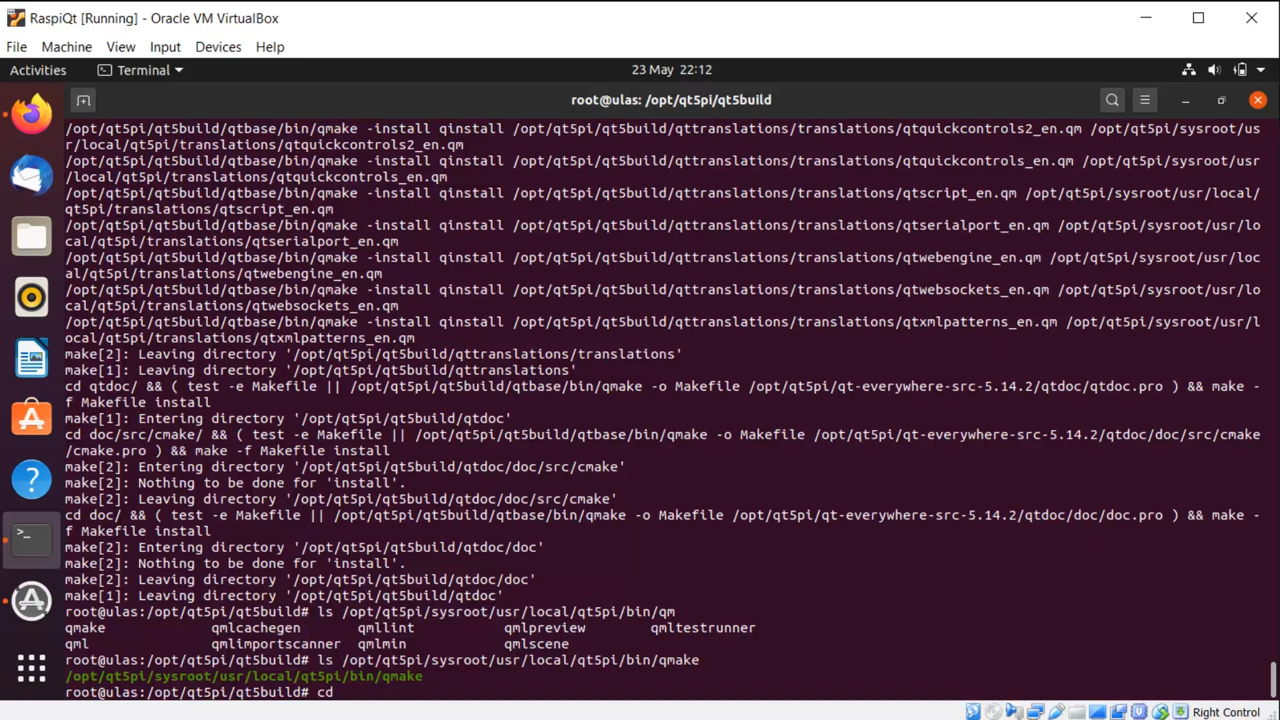 RaspiQt [Running] - Oracle VM VirtualBox
File Machine View Input Devices Help
Activities Terminal 23 May 22:12
root@ulas: /opt/qt5pi/qt5build
/opt/qt5pi/qt5build/qtbase/bin/qmake -install qinstall /opt/qt5pi/qt5build/qttranslations/translations/qtquickcontrols2_en.qm /opt/qt5pi/sysroot/us
r/local/qt5pi/translations/qtquickcontrols2_en.qm
/opt/qt5pi/qt5build/qtbase/bin/qmake -install qinstall /opt/qt5pi/qt5build/qttranslations/translations/qtquickcontrols_en.qm /opt/qt5pi/sysroot/usr
/local/qt5pi/translations/qtquickcontrols_en.qm
/opt/qt5pi/qt5build/qtbase/bin/qmake -install qinstall /opt/qt5pi/qt5build/qttranslations/translations/qtscript_en.qm /opt/qt5pi/sysroot/usr/local/
qt5pi/translations/qtscript_en.qm
/opt/qt5pi/qt5build/qtbase/bin/qmake -install qinstall /opt/qt5pi/qt5build/qttranslations/translations/qtserialport_en.qm /opt/qt5pi/sysroot/usr/lo
cal/qt5pi/translations/qtserialport_en.qm
/opt/qt5pi/qt5build/qtbase/bin/qmake -install qinstall /opt/qt5pi/qt5build/qttranslations/translations/qtwebengine_en.qm /opt/qt5pi/sysroot/usr/loc
al/qt5pi/translations/qtwebengine_en.qm
/opt/qt5pi/qt5build/qtbase/bin/qmake -install qinstall /opt/qt5pi/qt5build/qttranslations/translations/qtwebsockets_en.qm /opt/qt5pi/sysroot/usr/lo
cal/qt5pi/translations/qtwebsockets_en.qm
/opt/qt5pi/qt5build/qtbase/bin/qmake -install qinstall /opt/qt5pi/qt5build/qttranslations/translations/qtxmlpatterns_en.qm /opt/qt5pi/sysroot/usr/l
ocal/qt5pi/translations/qtxmlpatterns_en.qm
make[2]: Leaving directory '/opt/qt5pi/qt5build/qttranslations/translations'
make[1]: Leaving directory '/opt/qt5pi/qt5build/qttranslations'
cd qtdoc/ && ( test -e Makefile || /opt/qt5pi/qt5build/qtbase/bin/qmake -o Makefile /opt/qt5pi/qt-everywhere-src-5.14.2/qtdoc/qtdoc.pro ) && make -
f Makefile install
make[1]: Entering directory '/opt/qt5pi/qt5build/qtdoc'
cd doc/src/cmake/ && ( test -e Makefile || /opt/qt5pi/qt5build/qtbase/bin/qmake -o Makefile /opt/qt5pi/qt-everywhere-src-5.14.2/qtdoc/doc/src/cmake
/cmake.pro ) && make -f Makefile install
make[2]: Entering directory '/opt/qt5pi/qt5build/qtdoc/doc/src/cmake'
make[2]: Nothing to be done for 'install'.
make[2]: Leaving directory '/opt/qt5pi/qt5build/qtdoc/doc/src/cmake'
cd doc/ && ( test -e Makefile || /opt/qt5pi/qt5build/qtbase/bin/qmake -o Makefile /opt/qt5pi/qt-everywhere-src-5.14.2/qtdoc/doc/doc.pro ) && make -
f Makefile install
make[2]: Entering directory '/opt/qt5pi/qt5build/qtdoc/doc'
make[2]: Nothing to be done for 'install'.
make[2]: Leaving directory '/opt/qt5pi/qt5build/qtdoc/doc'
make[1]: Leaving directory '/opt/qt5pi/qt5build/qtdoc'
root@ulas:/opt/qt5pi/qt5build# ls /opt/qt5pi/sysroot/usr/local/qt5pi/bin/qm
qmake qmlcachegen qmllint qmlpreview qmltestrunner
qml qmlimportscanner qmlmin qmlscene
root@ulas:/opt/qt5pi/qt5build# ls /opt/qt5pi/sysroot/usr/local/qt5pi/bin/qmake
/opt/qt5pi/sysroot/usr/local/qt5pi/bin/qmake
root@ulas:/opt/qt5pi/qt5build# cd
Right Control